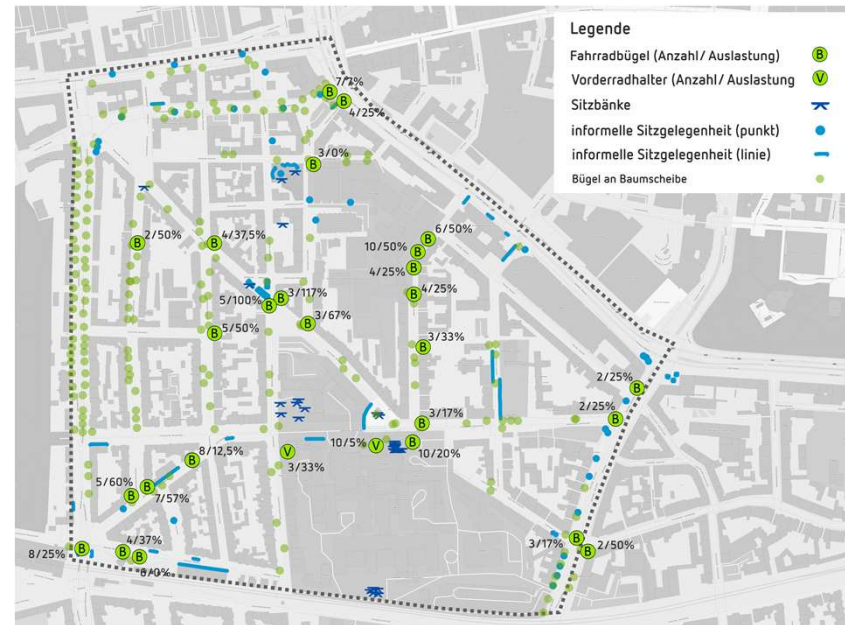 Legende
Fahrradbügel (Anzahl/ Auslastung)
B
Vorderradhalter (Anzahl/ Auslastung
V
Sitzbänke
informelle Sitzgelegenheit (punkt)
informelle Sitzgelegenheit (linie)
Bügel an Baumscheibe
7/7%
B
B
4/25%
3/0%
B
2/50%
B
4/37,5%
B
6/50%
B
10/50%
B
4/25%
B
B
4/25%
3/117%
B
5/100%
B
3/67%
B
5/50%
B
3/33%
B
2/25%
B
2/25%
B
3/17%
B
10/5%
V
B
10/20%
V
3/33%
8/12,5%
B
5/60%
B
B
7/57%
4/37%
B
B
8/25%
B
6/0%
3/17%
B
B
2/50%